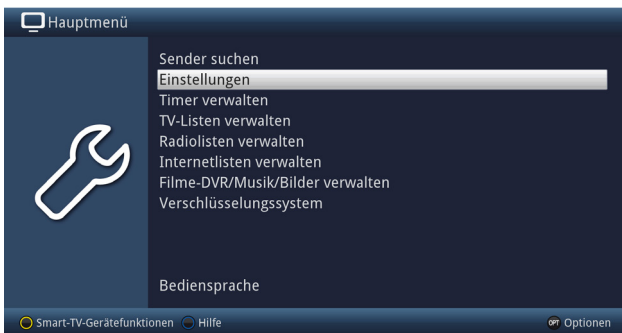 Hauptmenü
Sender suchen
Einstellungen
Timer verwalten
TV-Listen verwalten
Radiolisten verwalten
Internetlisten verwalten
Filme-DVR/Musik/Bilder verwalten
Verschlüsselungssystem
Bediensprache
Smart-TV-Gerätefunktionen Hilfe OPT Optionen